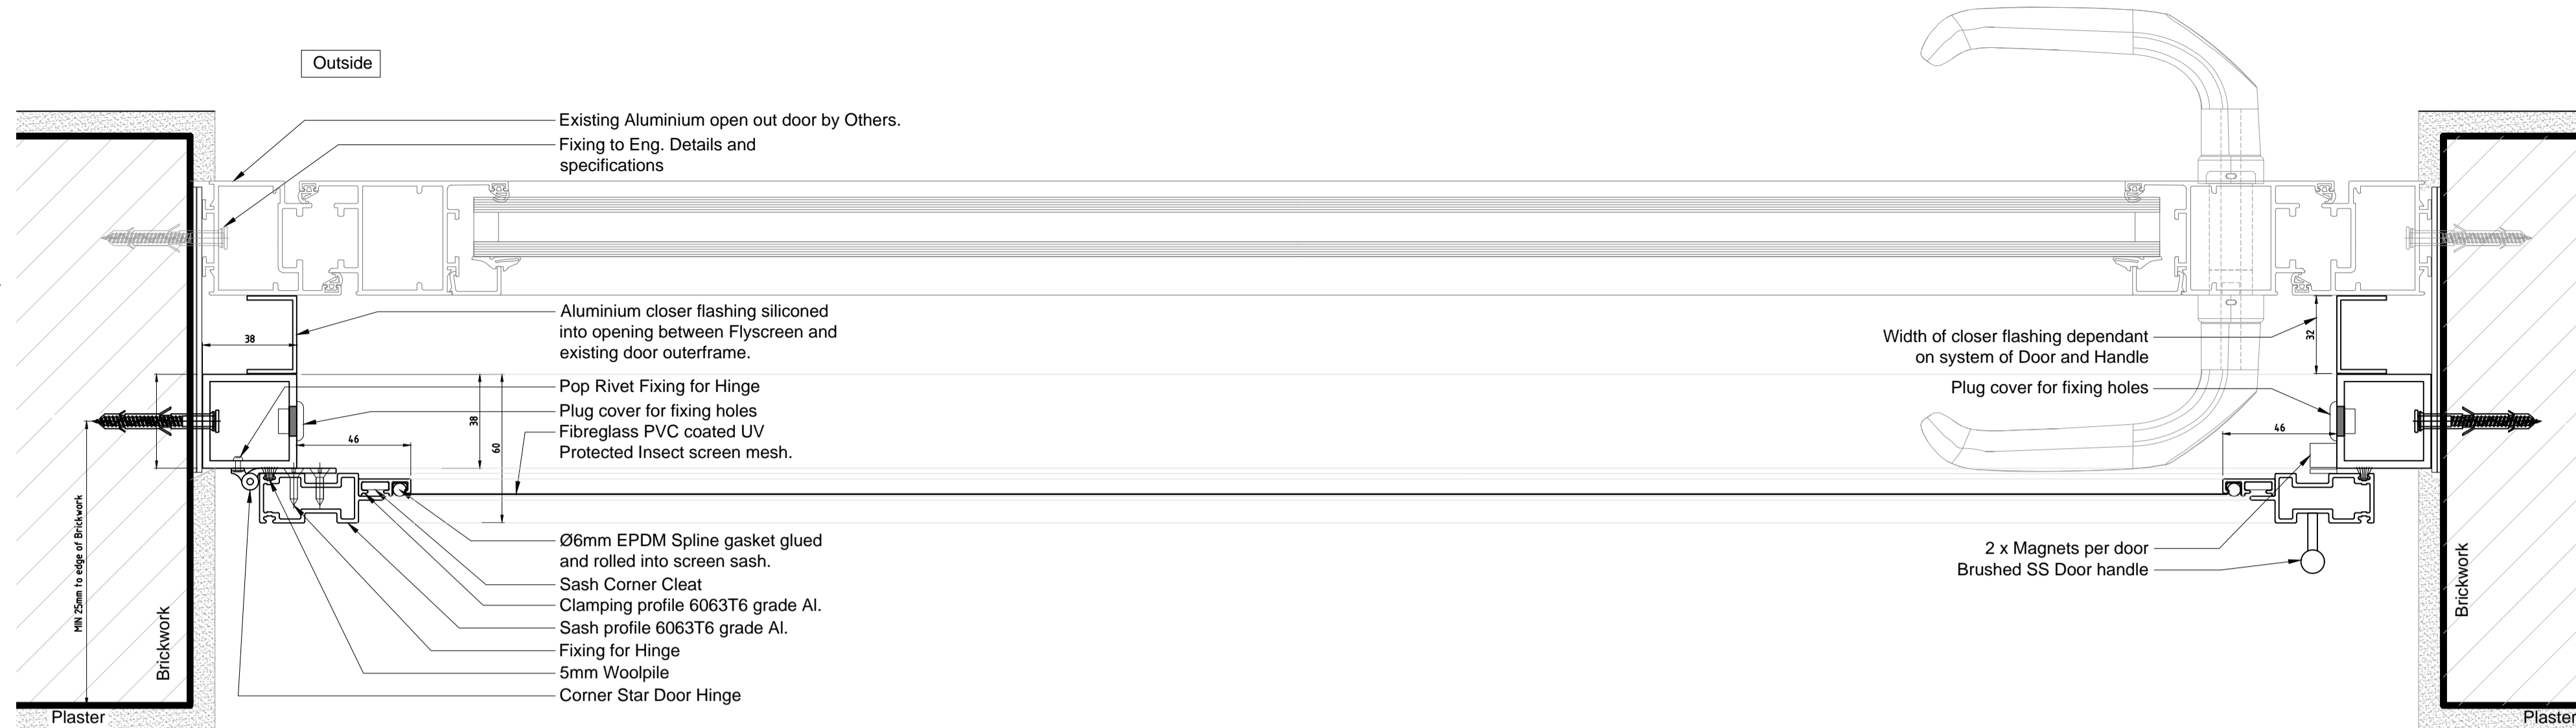 Outside
Existing Aluminium open out door by Others.
Fixing to Eng. Details and
specifications
Aluminium closer flashing siliconed
into opening between Flyscreen and
existing door outerframe.
38
Pop Rivet Fixing for Hinge
Plug cover for fixing holes
Fibreglass PVC coated UV
Protected Insect screen mesh.
46
38
60
MIN 25mm to edge of Brickwork
Brickwork
Plaster
Ø6mm EPDM Spline gasket glued
and rolled into screen sash.
Sash Corner Cleat
Clamping profile 6063T6 grade Al.
Sash profile 6063T6 grade Al.
Fixing for Hinge
5mm Woolpile
Corner Star Door Hinge
Width of closer flashing dependant
on system of Door and Handle
32
Plug cover for fixing holes
46
2 x Magnets per door
Brushed SS Door handle
Brickwork
Plaster